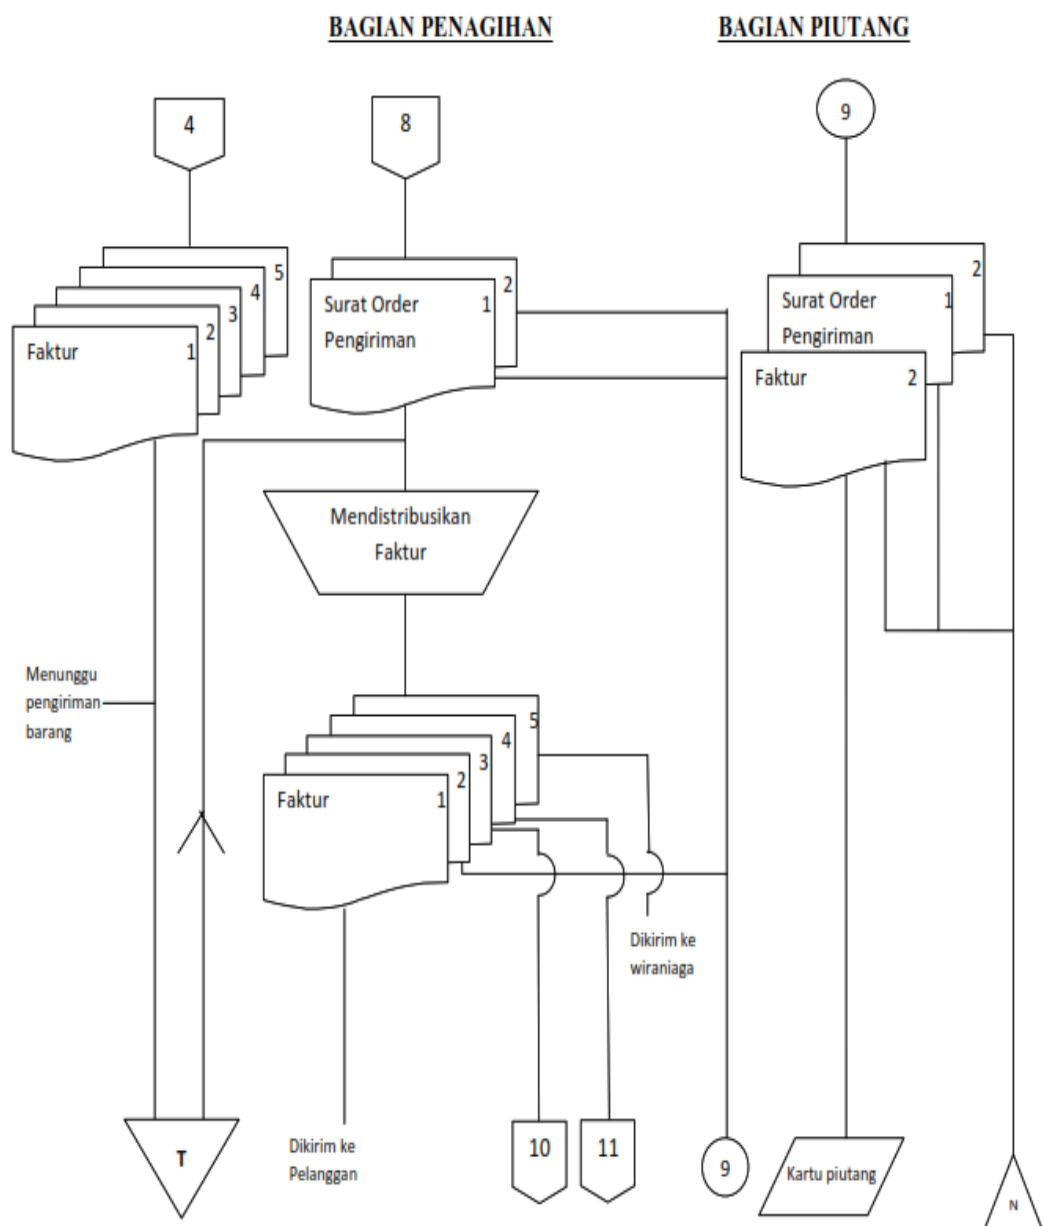 BAGIAN PENAGIHAN
BAGIAN PIUTANG
4
8
9
5
4
3
2
Faktur 1
2
Surat Order 1
Pengiriman
2
Surat Order 1
Pengiriman
Faktur 2
Mendistribusikan
Faktur
Menunggu
pengiriman
barang
5
4
3
2
Faktur 1
Dikirim ke
wiraniaga
T
Dikirim ke
Pelanggan
10
11
9
Kartu piutang
N